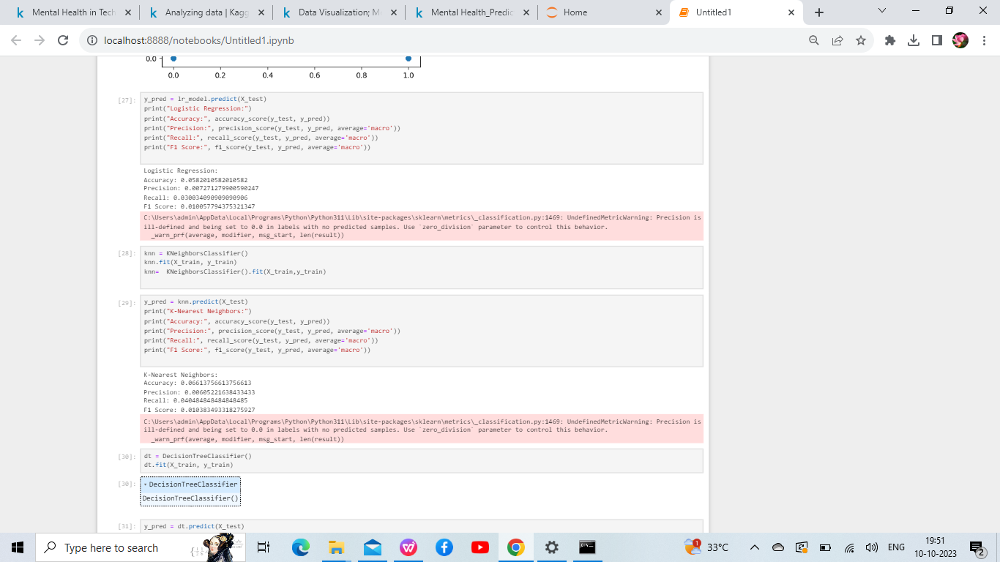 Mental Health in Tech
Analyzing data | Kagg
Data Visualization; M
Mental Health_Predic
Home
Untitled1
localhost:8888/notebooks/Untitled1.ipynb
0.0
0.0 0.2 0.4 0.6 0.8 1.0
[27]:
y_pred = lr_model.predict(X_test)
print("Logistic Regression:")
print("Accuracy:", accuracy_score(y_test, y_pred))
print("Precision:", precision_score(y_test, y_pred, average='macro'))
print("Recall:", recall_score(y_test, y_pred, average='macro'))
print("F1 Score:", f1_score(y_test, y_pred, average='macro'))
Logistic Regression:
Accuracy: 0.0582010582010582
Precision: 0.007271279900590247
Recall: 0.030034090909090906
F1 Score: 0.010057794375321347
C:\Users\admin\AppData\Local\Programs\Python\Python311\Lib\site-packages\sklearn\metrics\_classification.py:1469: UndefinedMetricWarning: Precision is
ill-defined and being set to 0.0 in labels with no predicted samples. Use `zero_division` parameter to control this behavior.
_warn_prf(average, modifier, msg_start, len(result))
[28]:
knn = KNeighborsClassifier()
knn.fit(X_train, y_train)
knn=  KNeighborsClassifier().fit(X_train,y_train)
[29]:
y_pred = knn.predict(X_test)
print("K-Nearest Neighbors:")
print("Accuracy:", accuracy_score(y_test, y_pred))
print("Precision:", precision_score(y_test, y_pred, average='macro'))
print("Recall:", recall_score(y_test, y_pred, average='macro'))
print("F1 Score:", f1_score(y_test, y_pred, average='macro'))
K-Nearest Neighbors:
Accuracy: 0.06613756613756613
Precision: 0.00605221638433433
Recall: 0.040484848484848485
F1 Score: 0.010383493318275927
C:\Users\admin\AppData\Local\Programs\Python\Python311\Lib\site-packages\sklearn\metrics\_classification.py:1469: UndefinedMetricWarning: Precision is
ill-defined and being set to 0.0 in labels with no predicted samples. Use `zero_division` parameter to control this behavior.
_warn_prf(average, modifier, msg_start, len(result))
[30]:
dt = DecisionTreeClassifier()
dt.fit(X_train, y_train)
[30]:
DecisionTreeClassifier
DecisionTreeClassifier()
[31]:
y_pred = dt.predict(X_test)
Type here to search
1
33°C
ENG
19:51
10-10-2023
2